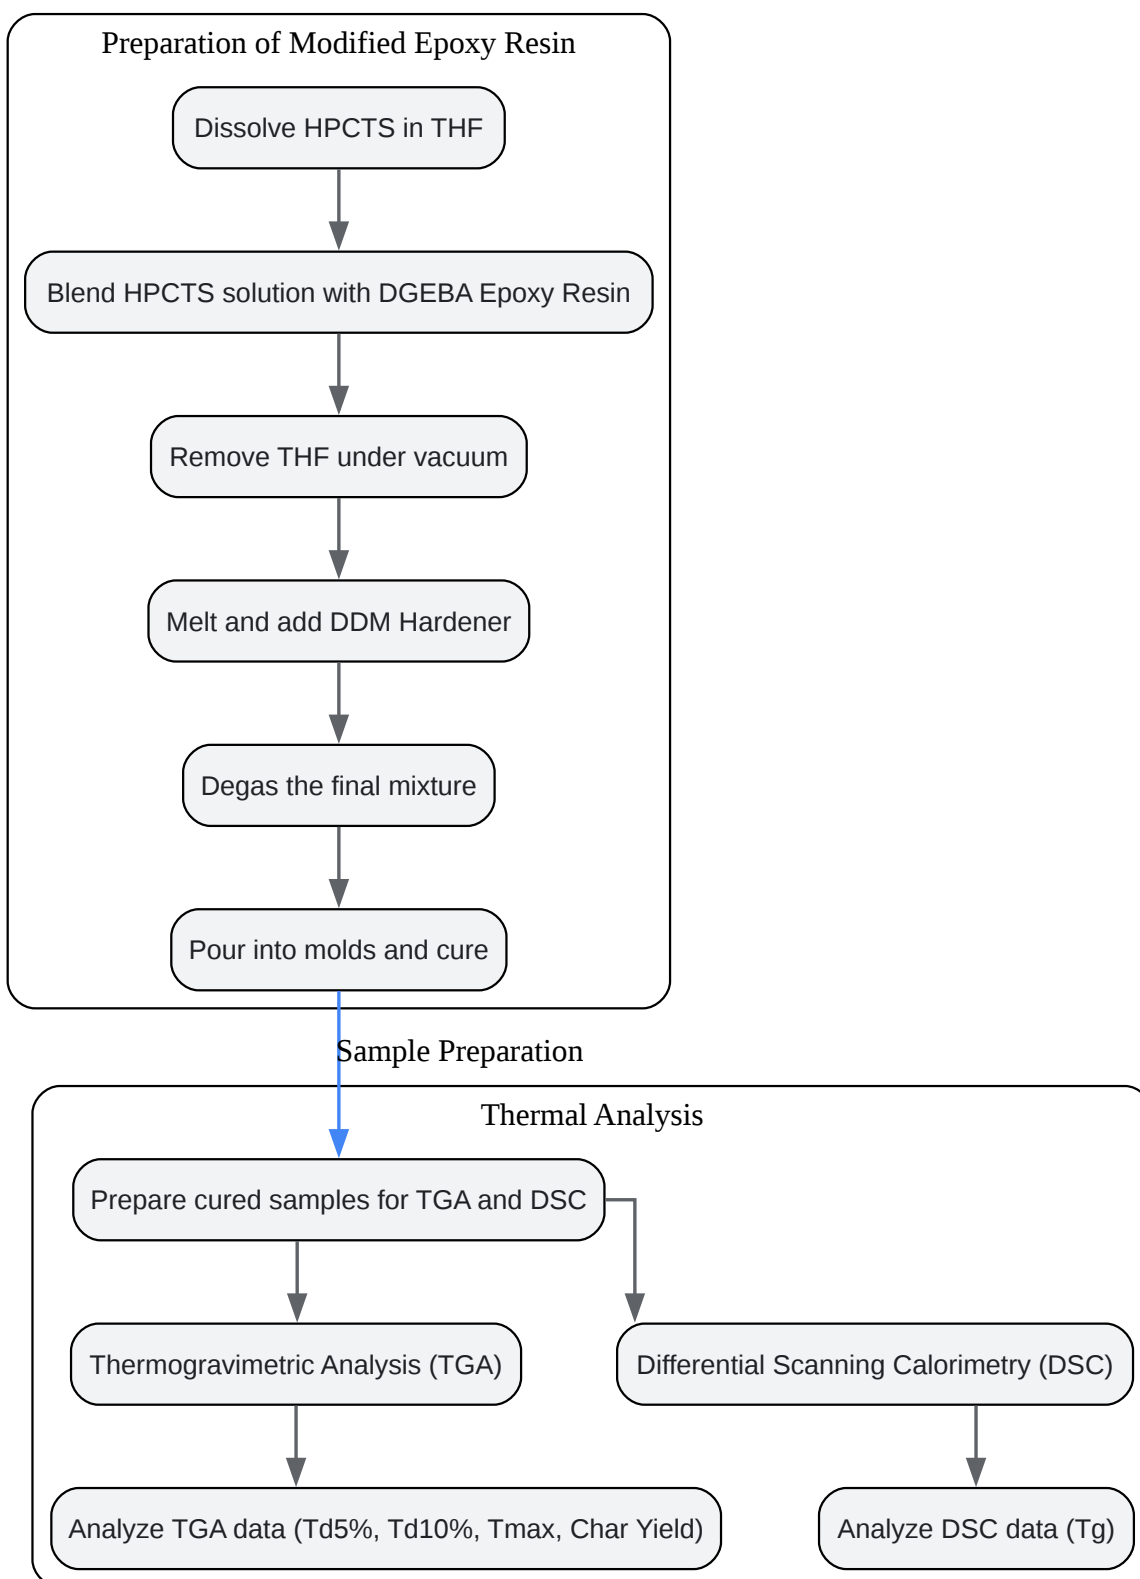 Preparation of Modified Epoxy Resin
Dissolve HPCTS in THF
Blend HPCTS solution with DGEBA Epoxy Resin
Remove THF under vacuum
Melt and add DDM Hardener
Degas the final mixture
Pour into molds and cure
Sample Preparation
Thermal Analysis
Prepare cured samples for TGA and DSC
Thermogravimetric Analysis (TGA)
Differential Scanning Calorimetry (DSC)
Analyze TGA data (Td5%, Td10%, Tmax, Char Yield)
Analyze DSC data (Tg)